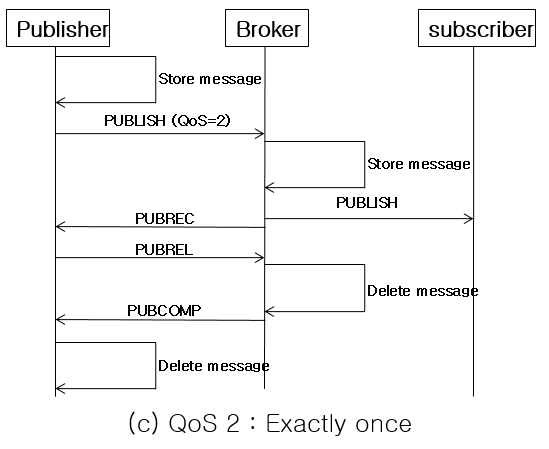 Publisher Broker subscriber
Store message
PUBLISH (QoS=2)
Store message
PUBLISH
PUBREC
PUBREL
Delete message
PUBCOMP
Delete message
(c) QoS 2 : Exactly once